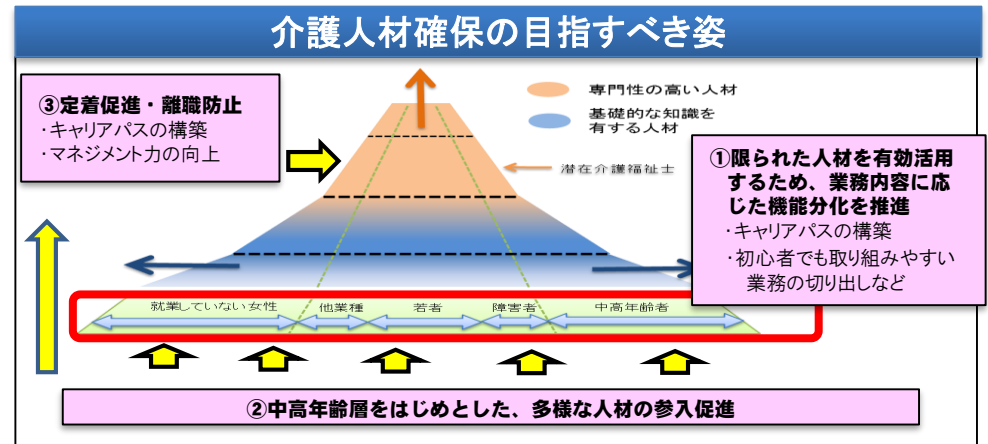 介護人材確保の目指すべき姿
③定着促進・離職防止
・キャリアパスの構築
・マネジメント力の向上
専門性の高い人材
基礎的な知識を
有する人材
潜在介護福祉士
①限られた人材を有効活用
するため、業務内容に応
じた機能分化を推進
・キャリアパスの構築
・初心者でも取り組みやすい
業務の切り出しなど
就業していない女性
他業種
若者
障害者
中高年齢者
②中高年齢層をはじめとした、多様な人材の参入促進